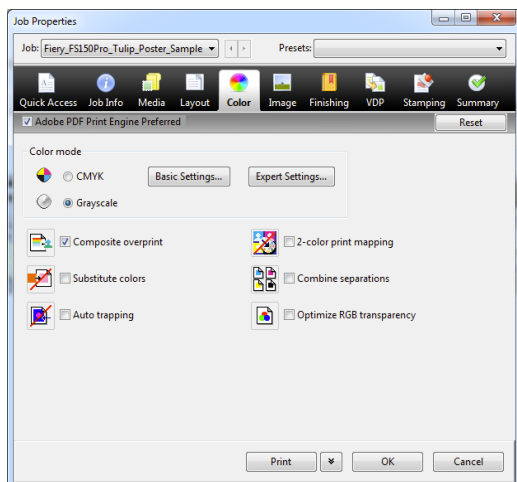 Job Properties
Job: Fiery_FS150Pro_Tulip_Poster_Sample Presets:
Quick Access Job Info Media Layout Color Image Finishing VDP Stamping Summary
Adobe PDF Print Engine Preferred Reset
Color mode
CMYK Basic Settings... Expert Settings...
Grayscale
Composite overprint 2-color print mapping
Substitute colors Combine separations
Auto trapping Optimize RGB transparency
Print OK Cancel